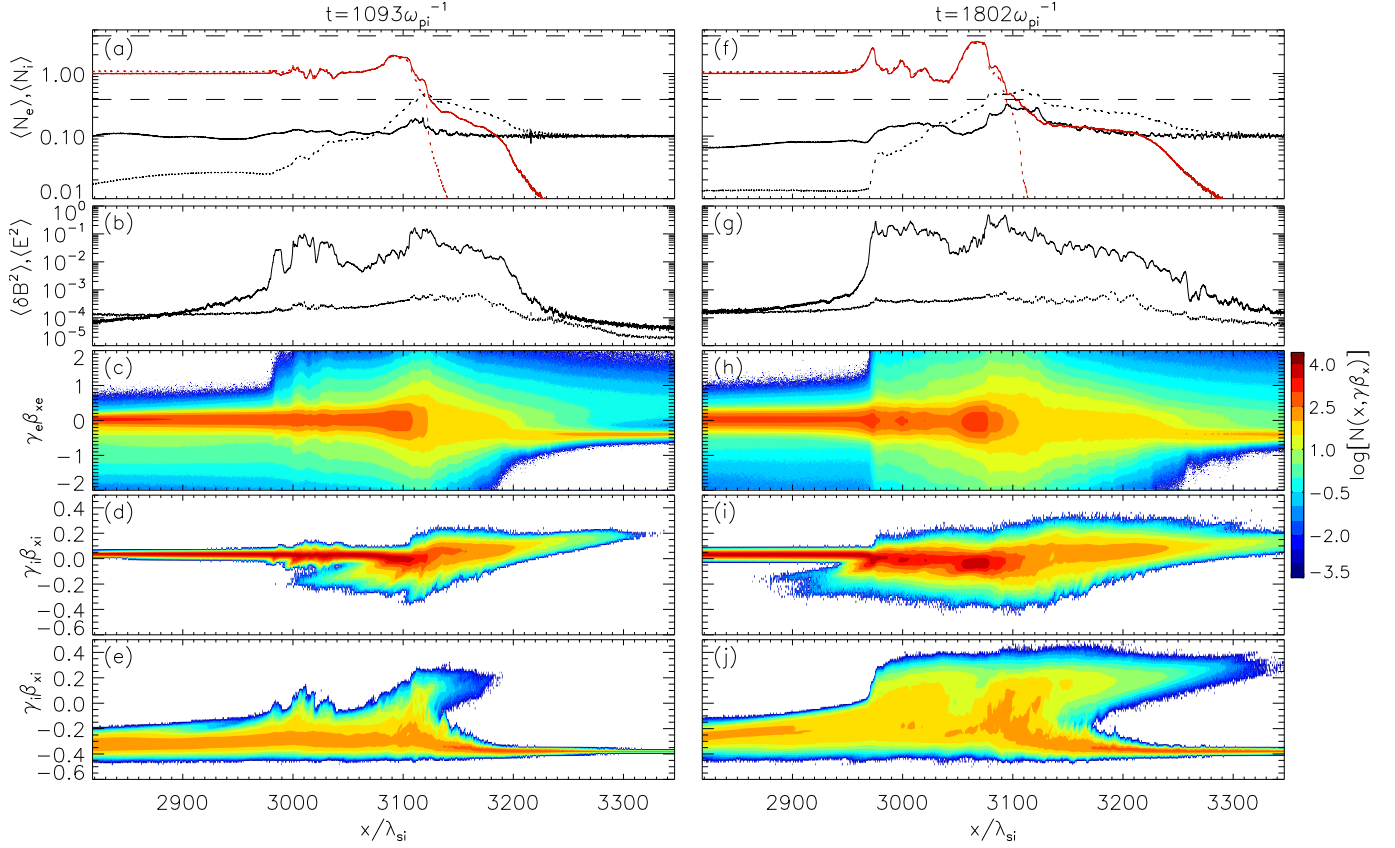 t=1093ω_pi^-1
t=1802ω_pi^-1
(a)
(f)
⟨N_e⟩,⟨N_i⟩
1.00
0.10
0.01
(b)
(g)
⟨δB^2⟩,⟨E^2⟩
10^0
10^-1
10^-2
10^-3
10^-4
10^-5
(c)
(h)
γ_eβ_xe
2
1
0
-1
-2
4.0
2.5
1.0
-0.5
-2.0
-3.5
log[N(x,γβ_x)]
(d)
(i)
γ_iβ_xi
0.4
0.2
0.0
-0.2
-0.4
-0.6
(e)
(j)
γ_iβ_xi
0.4
0.2
0.0
-0.2
-0.4
-0.6
2900 3000 3100 3200 3300
2900 3000 3100 3200 3300
x/λ_si
x/λ_si